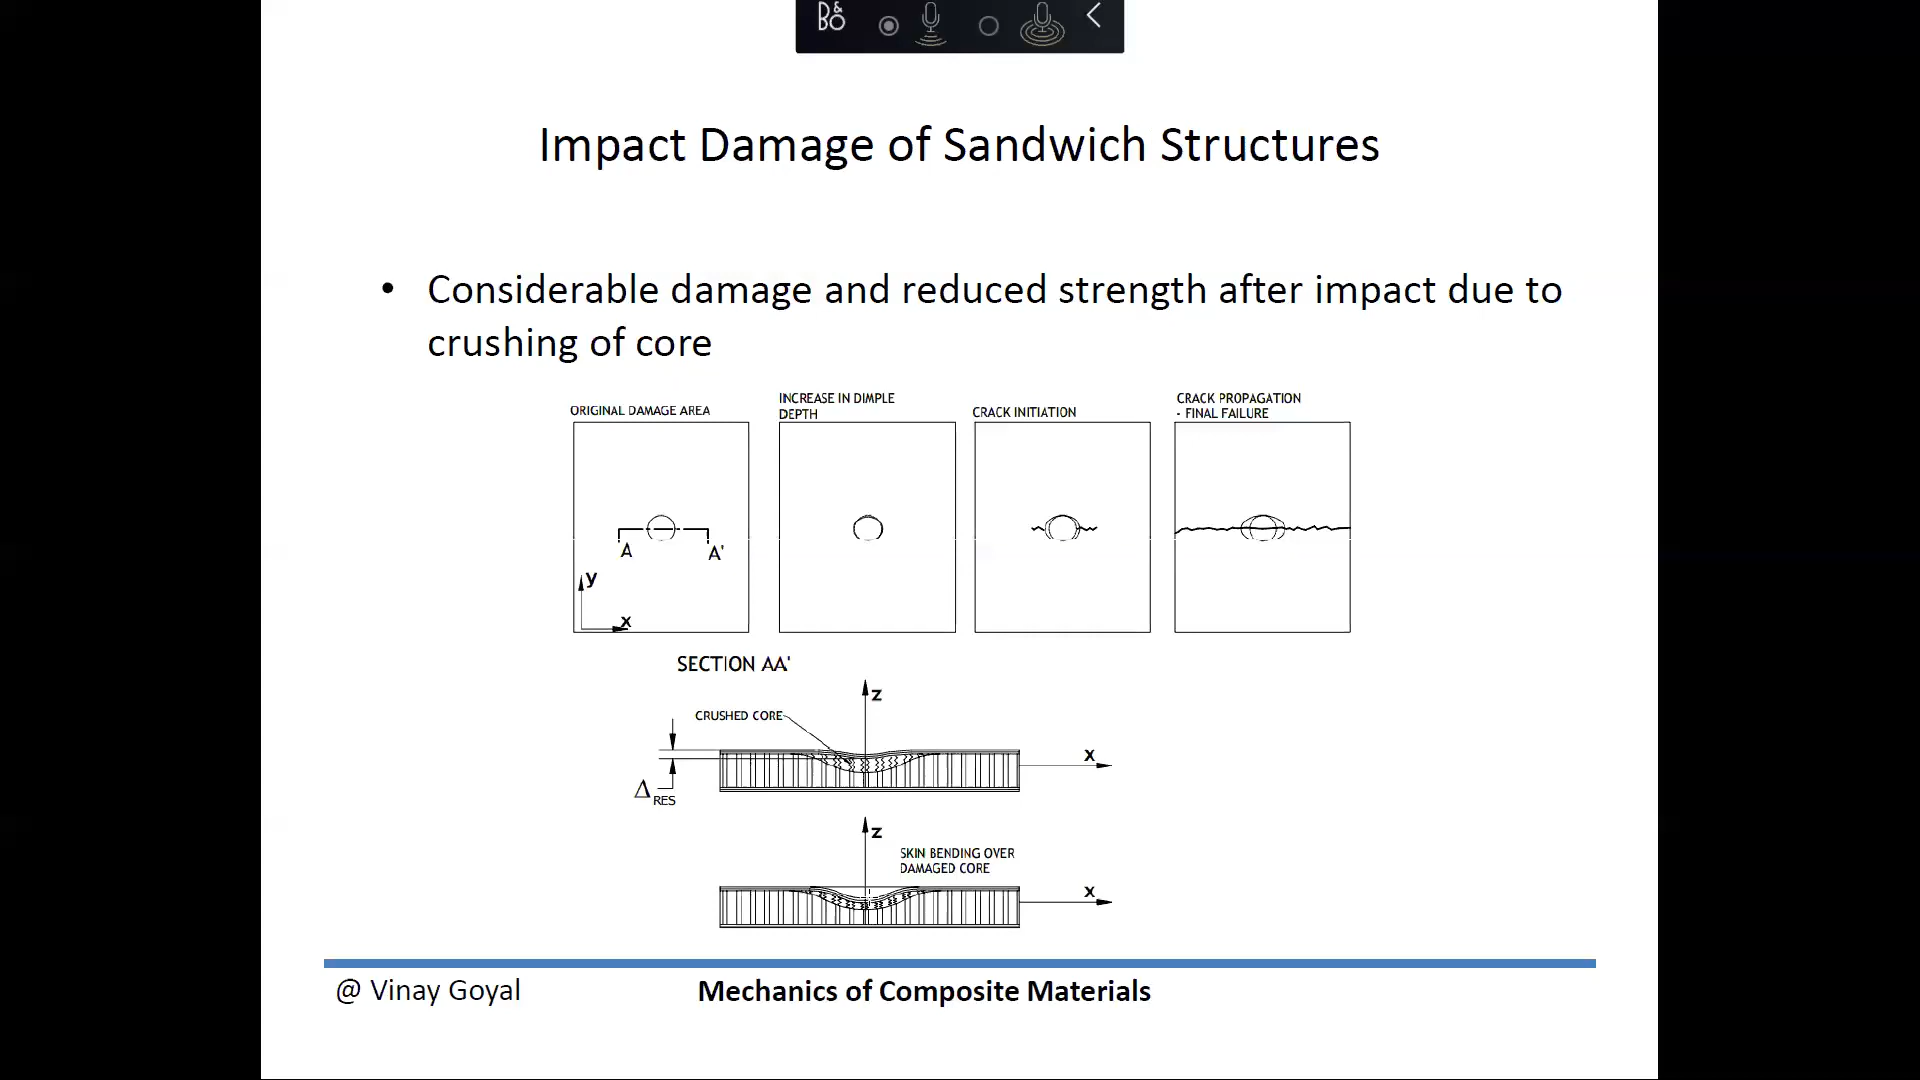 B&O
Impact Damage of Sandwich Structures
• Considerable damage and reduced strength after impact due to
crushing of core
ORIGINAL DAMAGE AREA
INCREASE IN DIMPLE
DEPTH
CRACK INITIATION
CRACK PROPAGATION
- FINAL FAILURE
A
A'
y
x
SECTION AA'
z
CRUSHED CORE
x
Δ RES
z
SKIN BENDING OVER
DAMAGED CORE
x
@ Vinay Goyal
Mechanics of Composite Materials